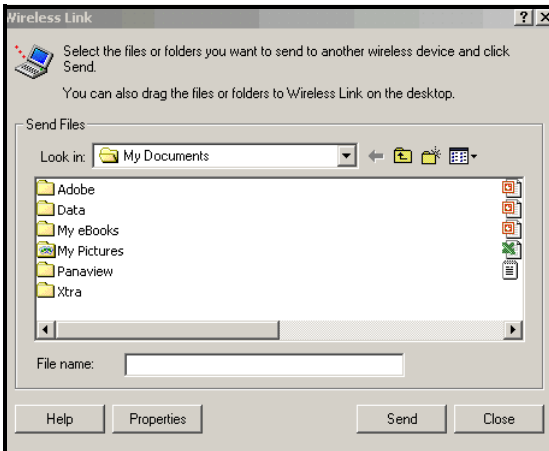 Wireless Link
Select the files or folders you want to send to another wireless device and click
Send.
You can also drag the files or folders to Wireless Link on the desktop.
Send Files
Look in: My Documents
Adobe
Data
My eBooks
My Pictures
Panaview
Xtra
File name:
Help Properties Send Close